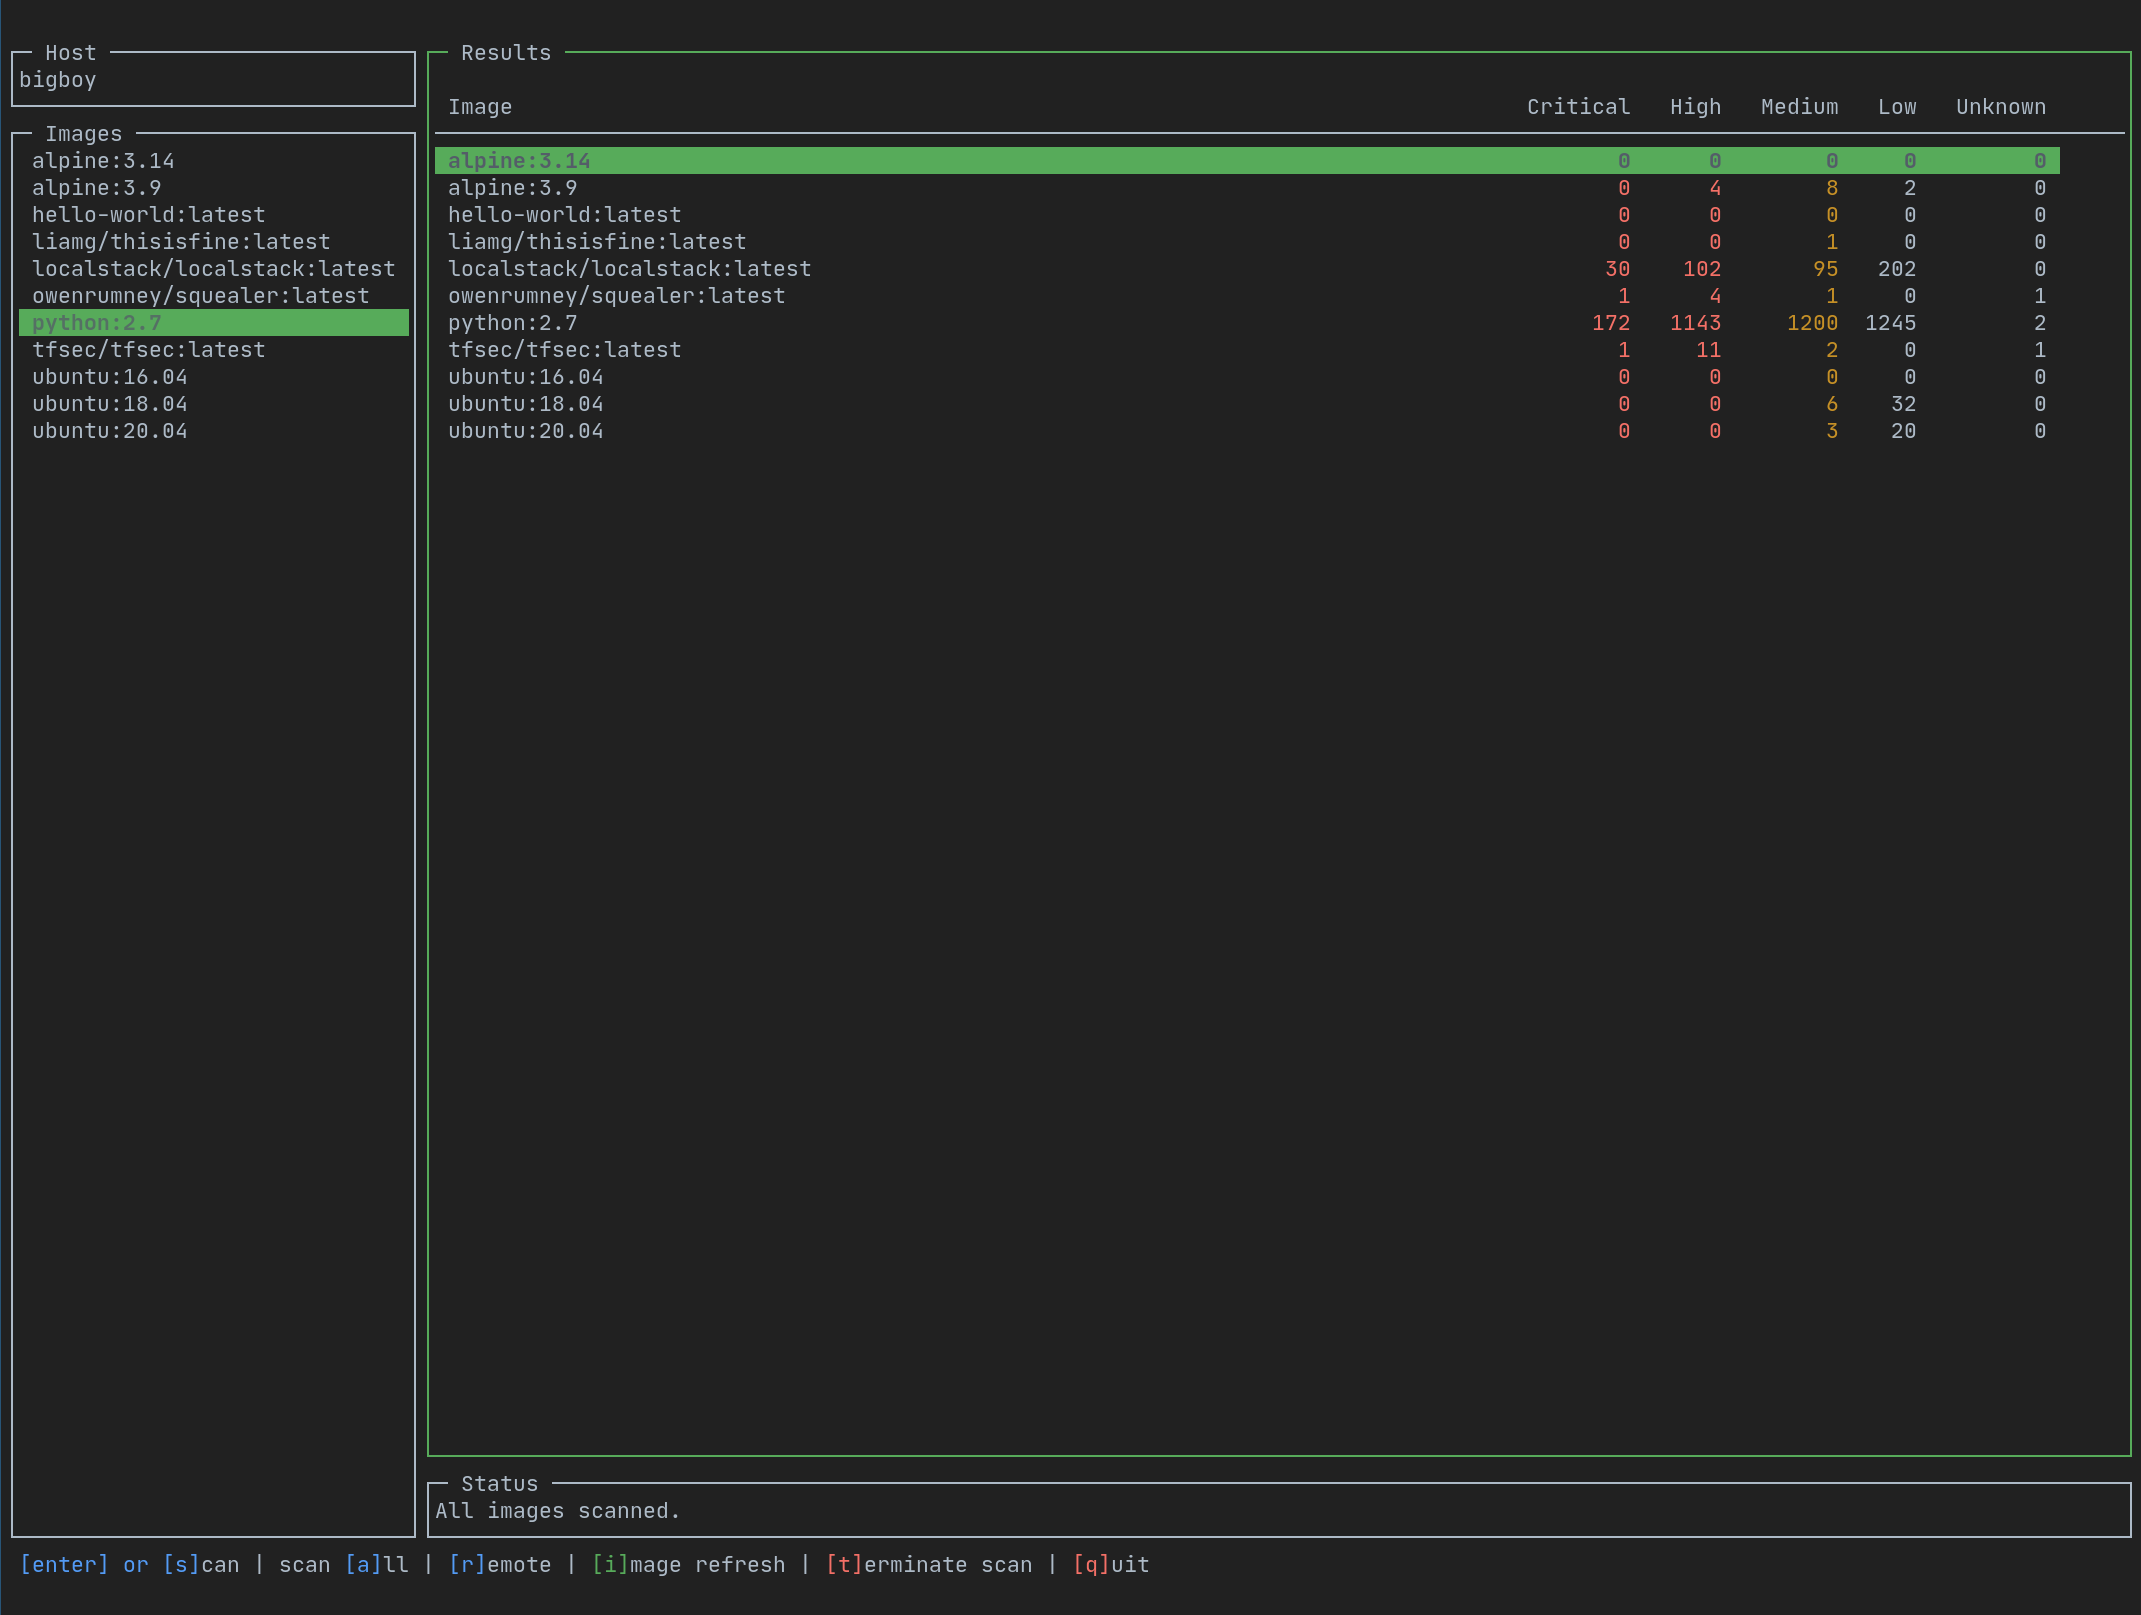 Host
bigboy
Images
alpine:3.14
alpine:3.9
hello-world:latest
liamg/thisisfine:latest
localstack/localstack:latest
owenrumney/squealer:latest
python:2.7
tfsec/tfsec:latest
ubuntu:16.04
ubuntu:18.04
ubuntu:20.04
Results
Image Critical High Medium Low Unknown
alpine:3.14 0 0 0 0 0
alpine:3.9 0 4 8 2 0
hello-world:latest 0 0 0 0 0
liamg/thisisfine:latest 0 0 1 0 0
localstack/localstack:latest 30 102 95 202 0
owenrumney/squealer:latest 1 4 1 0 1
python:2.7 172 1143 1200 1245 2
tfsec/tfsec:latest 1 11 2 0 1
ubuntu:16.04 0 0 0 0 0
ubuntu:18.04 0 0 6 32 0
ubuntu:20.04 0 0 3 20 0
Status
All images scanned.
[enter] or [s]can | scan [a]ll | [r]emote | [i]mage refresh | [t]erminate scan | [q]uit